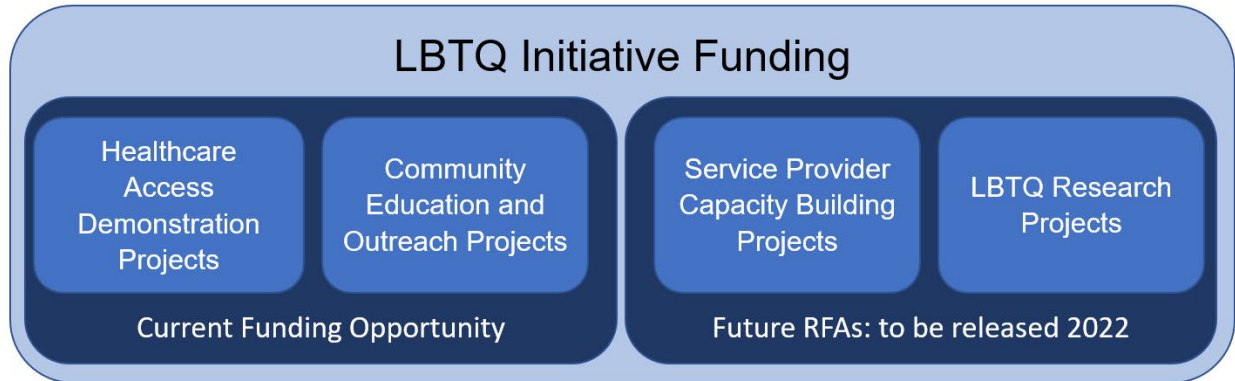 LBTQ Initiative Funding
Healthcare
Access
Demonstration
Projects
Community
Education and
Outreach Projects
Current Funding Opportunity
Service Provider
Capacity Building
Projects
LBTQ Research
Projects
Future RFAs: to be released 2022